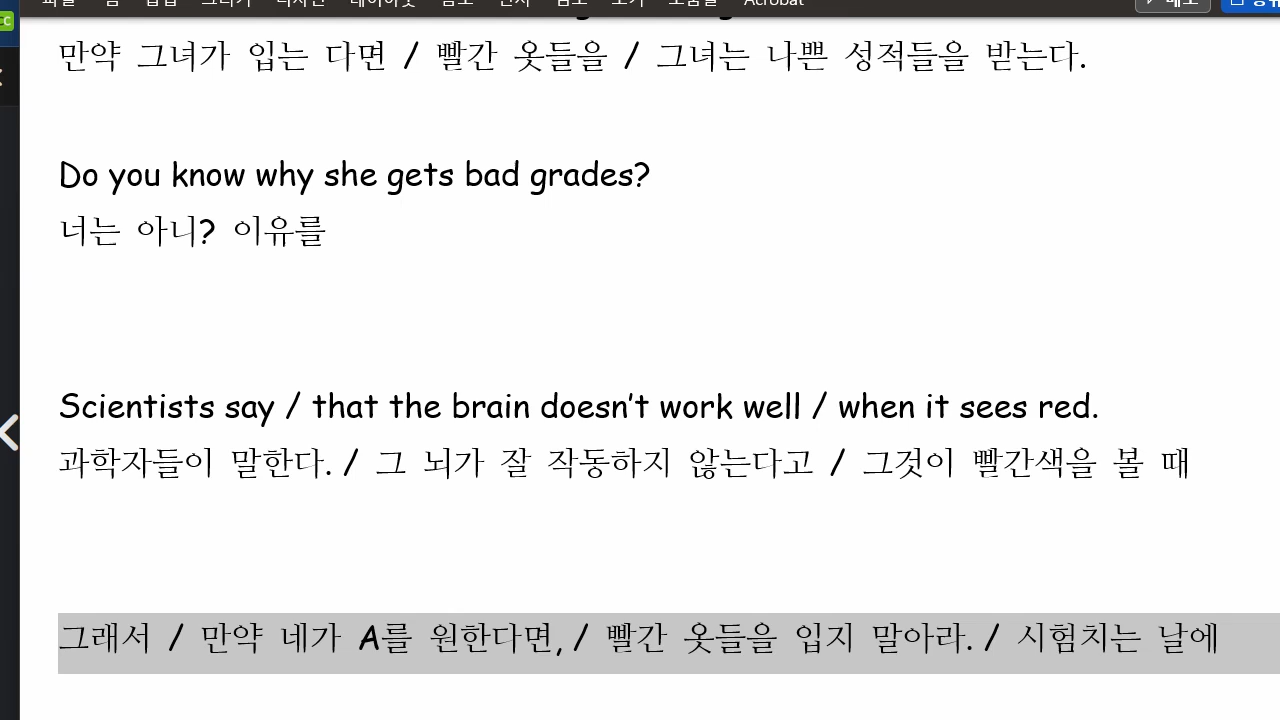 Acrobat
만약 그녀가 입는 다면 / 빨간 옷들을 / 그녀는 나쁜 성적들을 받는다.
Do you know why she gets bad grades?
너는 아니? 이유를
Scientists say / that the brain doesn't work well / when it sees red.
과학자들이 말한다. / 그 뇌가 잘 작동하지 않는다고 / 그것이 빨간색을 볼 때
그래서 / 만약 네가 A를 원한다면, / 빨간 옷들을 입지 말아라. / 시험치는 날에